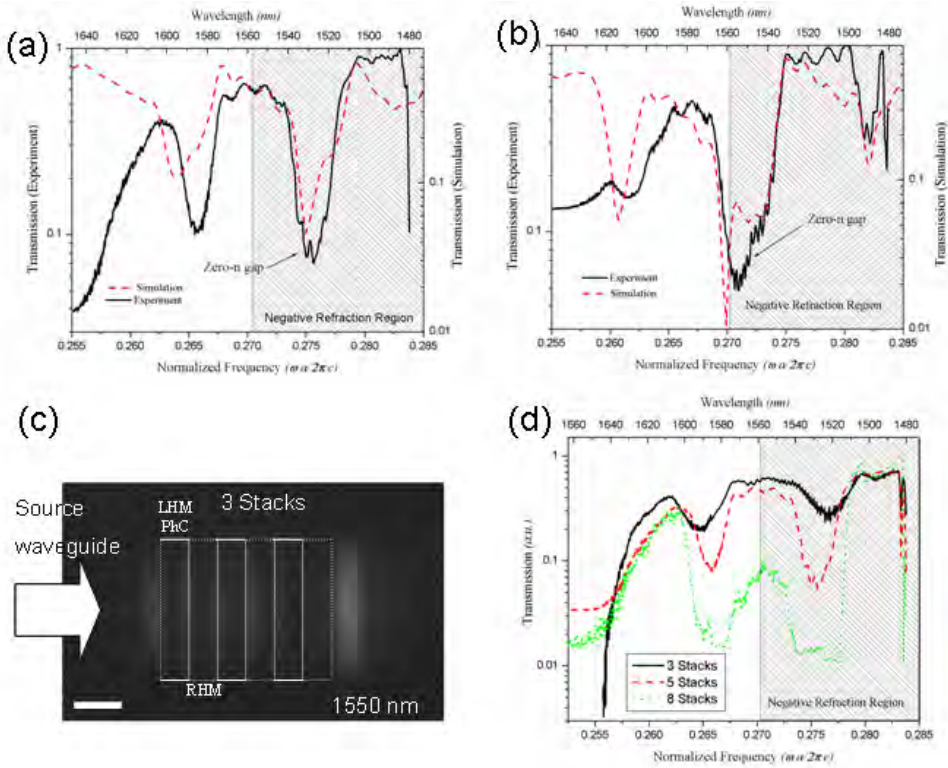 (a)
Wavelength (nm)
1640 1620 1600 1580 1560 1540 1520 1500 1480
Transmission (Experiment)
1
0.1
Transmission (Simulation)
0.1
0.01
Zero-n gap
Simulation
Experiment
Negative Refraction Region
0.255 0.260 0.265 0.270 0.275 0.280 0.285
Normalized Frequency (ω a/2π c)
(b)
Wavelength (nm)
1640 1620 1600 1580 1560 1540 1520 1500 1480
Transmission (Experiment)
1
0.1
Transmission (Simulation)
0.1
0.01
Zero-n gap
Experiment
Simulation
Negative Refraction Region
0.255 0.260 0.265 0.270 0.275 0.280 0.285
Normalized Frequency (ω a/2π c)
(c)
Source
waveguide
LHM
PhC
3 Stacks
RHM
1550 nm
(d)
Wavelength (nm)
1660 1640 1620 1600 1580 1560 1540 1520 1500 1480
Transmission (a.u.)
1
0.1
0.01
3 Stacks
5 Stacks
8 Stacks
Negative Refraction Region
0.255 0.260 0.265 0.270 0.275 0.280 0.285
Normalized Frequency (ω a/2π c)